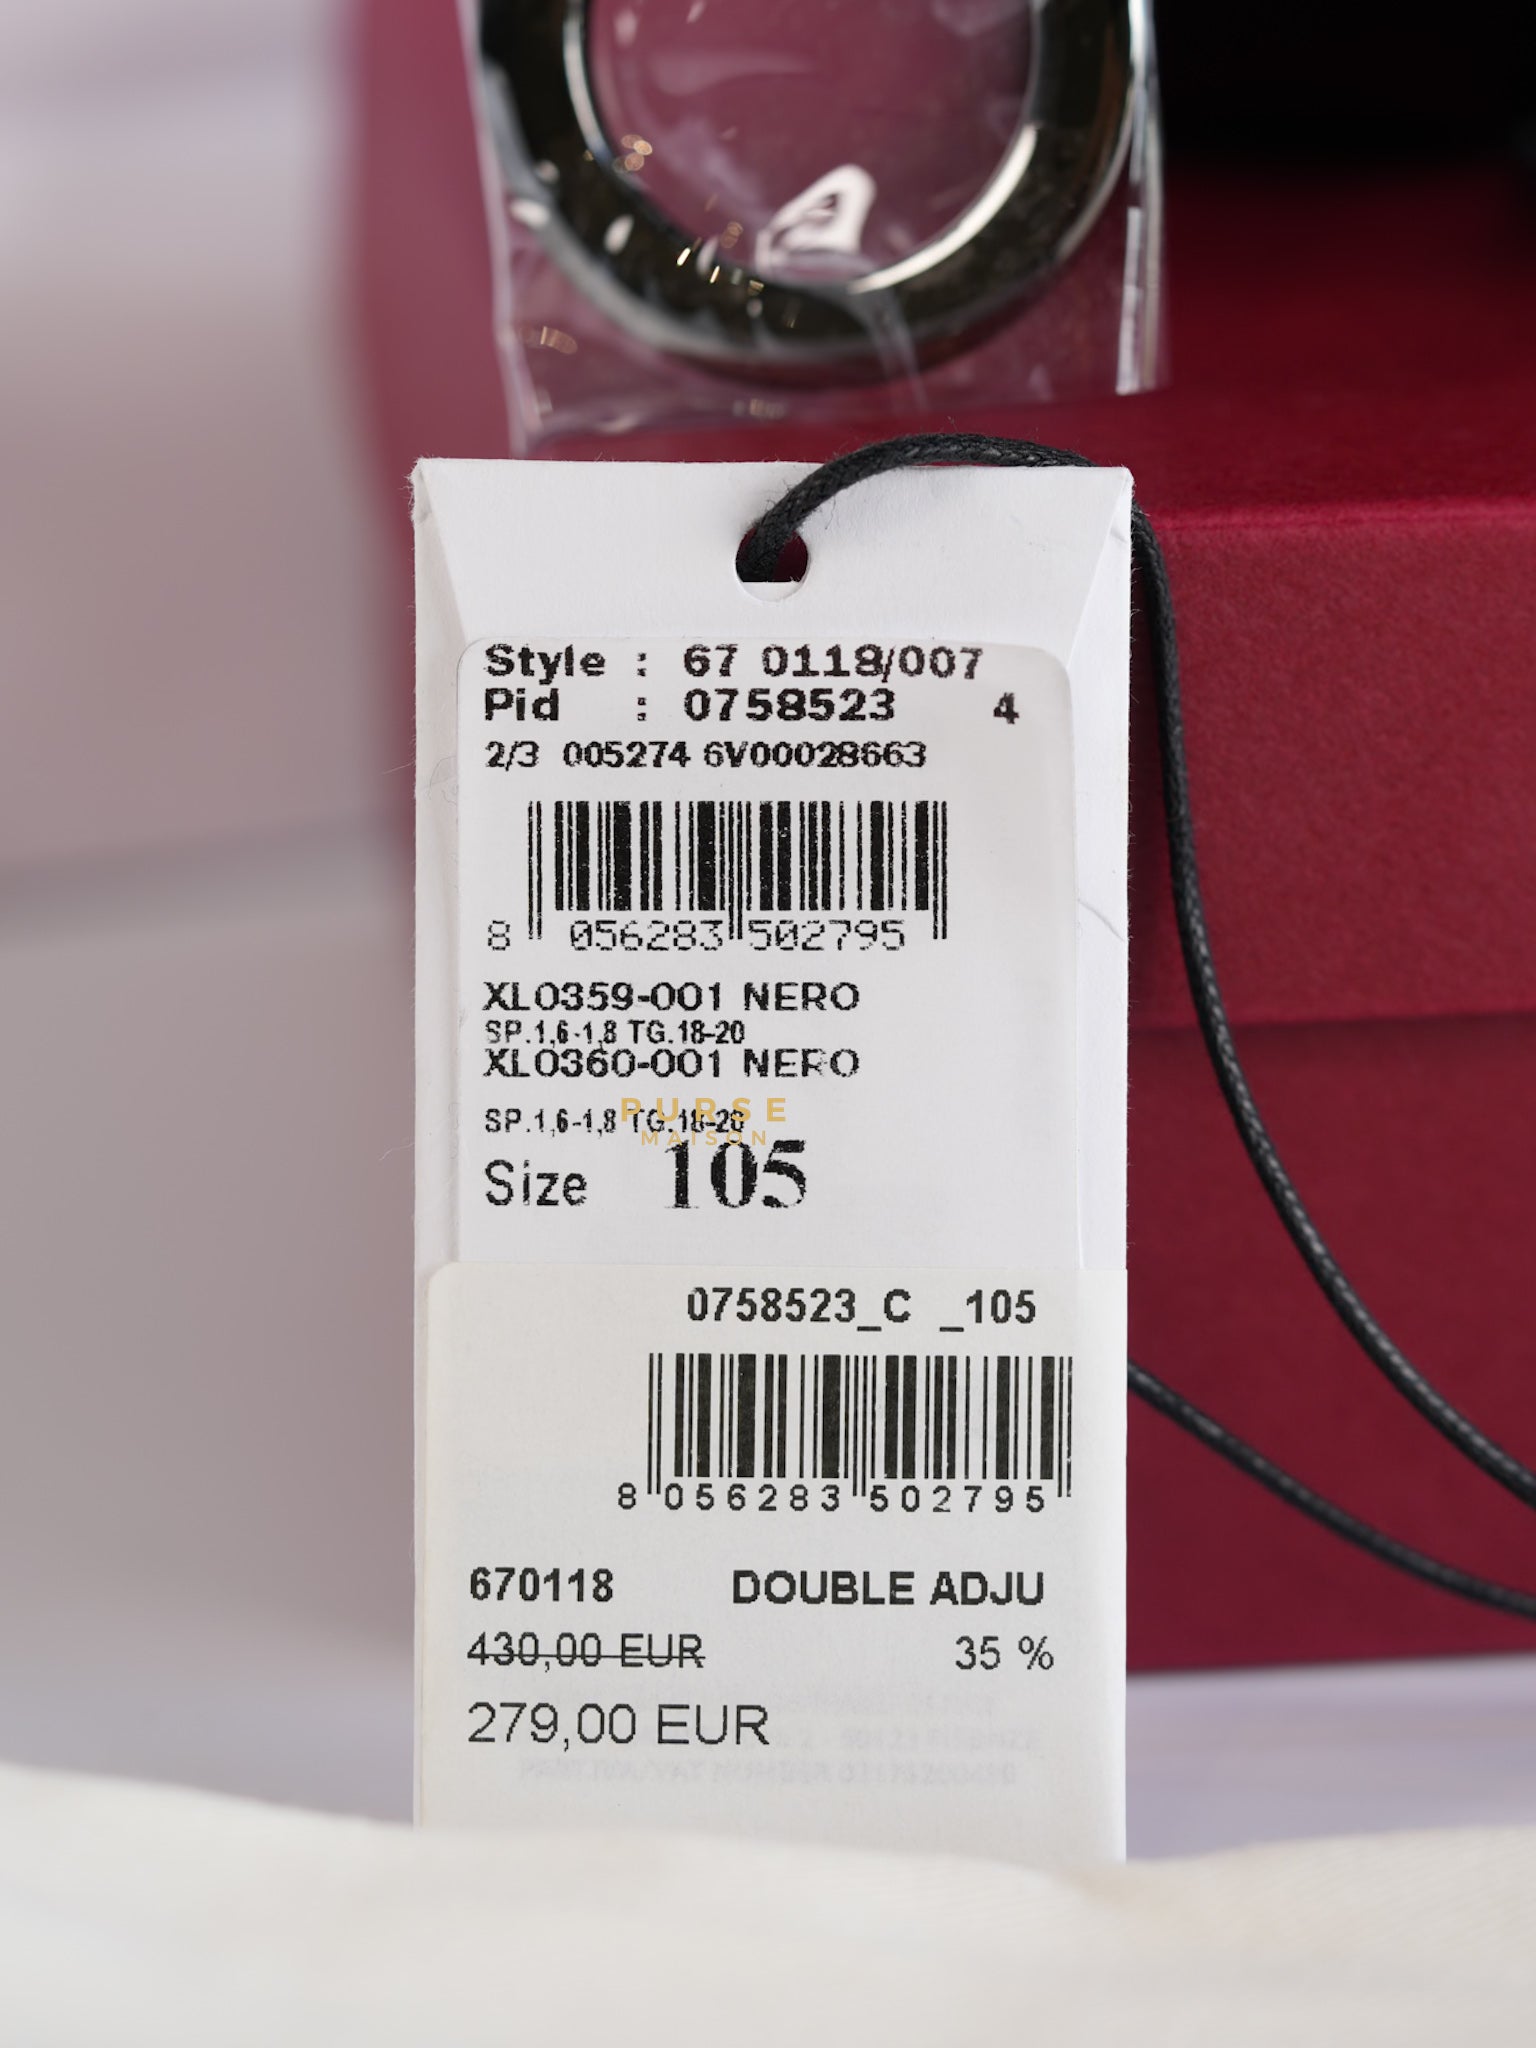 Style : 67 0118/007
Pid : 0758523 4
2/3 005274 6V00028663
8 056283 502795
XL0359-001 NERO
SP.1,6-1,8 TG.18-20
XL0360-001 NERO
PURSE
SP.1,6-1,8 TG.18-20
MAISON
Size 105
0758523_C _105
8 056283 502795
670118 DOUBLE ADJU
430,00 EUR 35 %
279,00 EUR